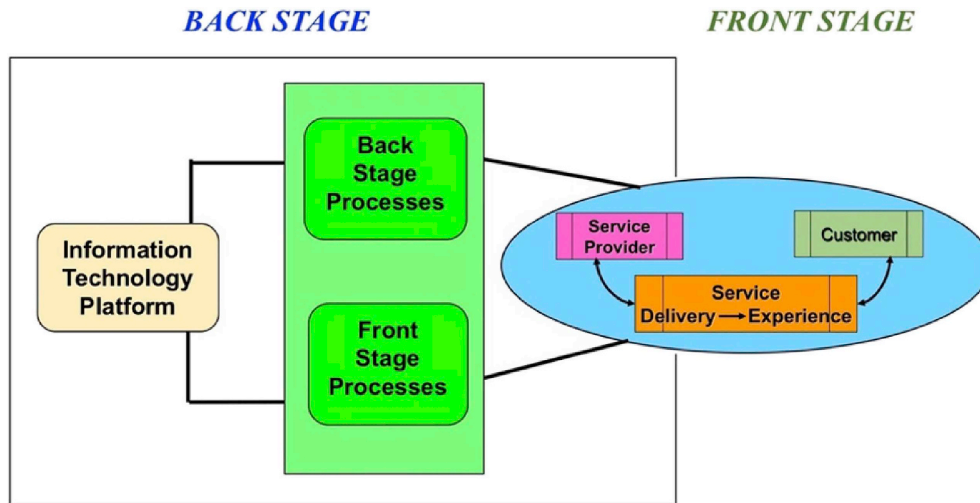 BACK STAGE
FRONT STAGE
Back
Stage
Processes
Information
Technology
Platform
Front
Stage
Processes
Service
Provider
Customer
Service
Delivery → Experience